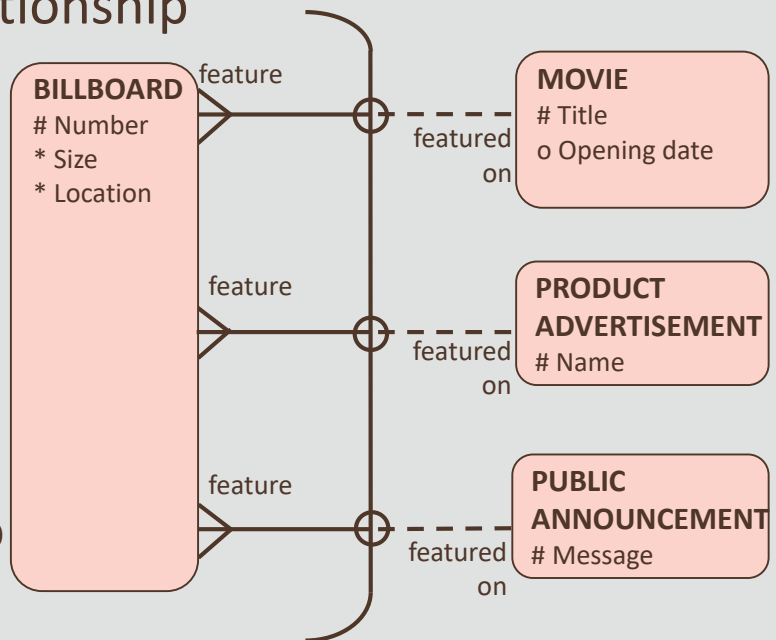 tionship
BILLBOARD
# Number
* Size
* Location
feature
featured
on
MOVIE
# Title
o Opening date
feature
featured
on
PRODUCT
ADVERTISEMENT
# Name
feature
featured
on
PUBLIC
ANNOUNCEMENT
# Message